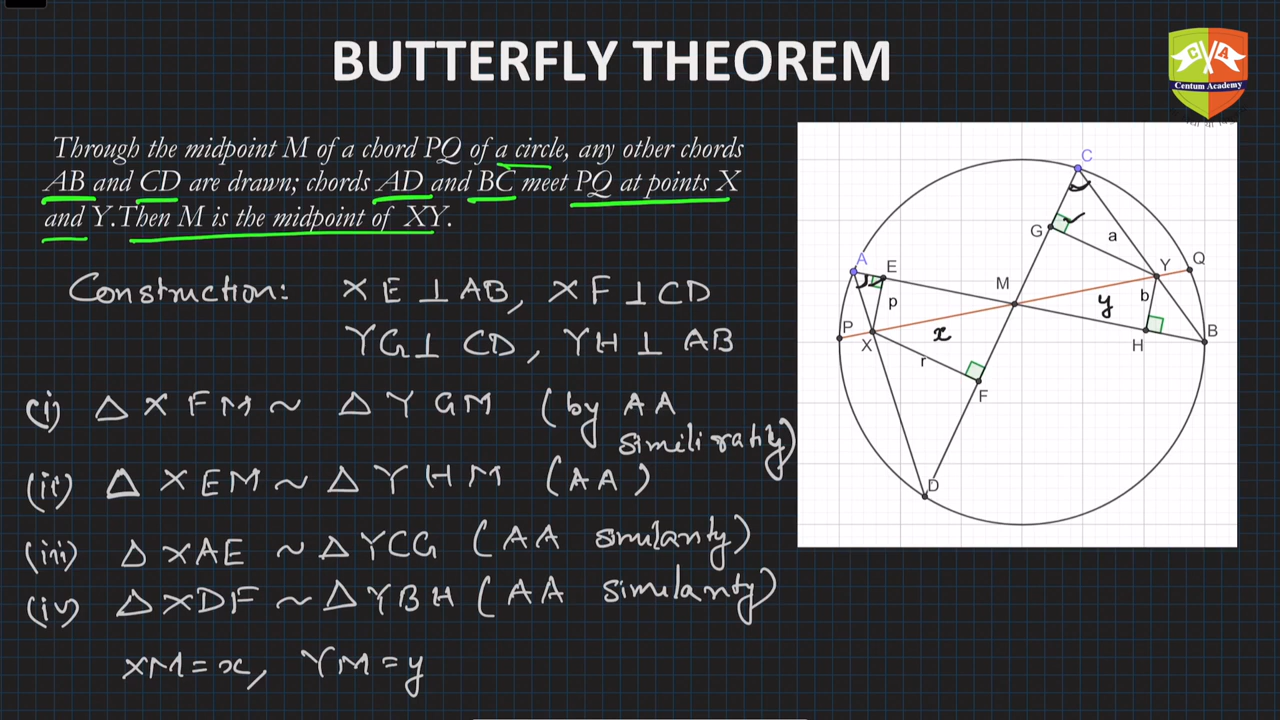 BUTTERFLY THEOREM
C A
Centum Academy
Through the midpoint M of a chord PQ of a circle, any other chords
AB and CD are drawn; chords AD and BC meet PQ at points X
and Y.Then M is the midpoint of XY.
Construction: XE ⊥ AB, XF ⊥ CD
YG ⊥ CD, YH ⊥ AB
(i) △ XFM ~ △ YGM (by AA
similiratity)
(ii) △ XEM ~ △ YHM (AA)
(iii) △ XAE ~ △ YCG (AA similarity)
(iv) △ XDF ~ △ YBH (AA similarity)
XM = x, YM = y
C
G
a
A
E
Y
Q
M
p
b
y
P
B
X
x
H
r
F
D